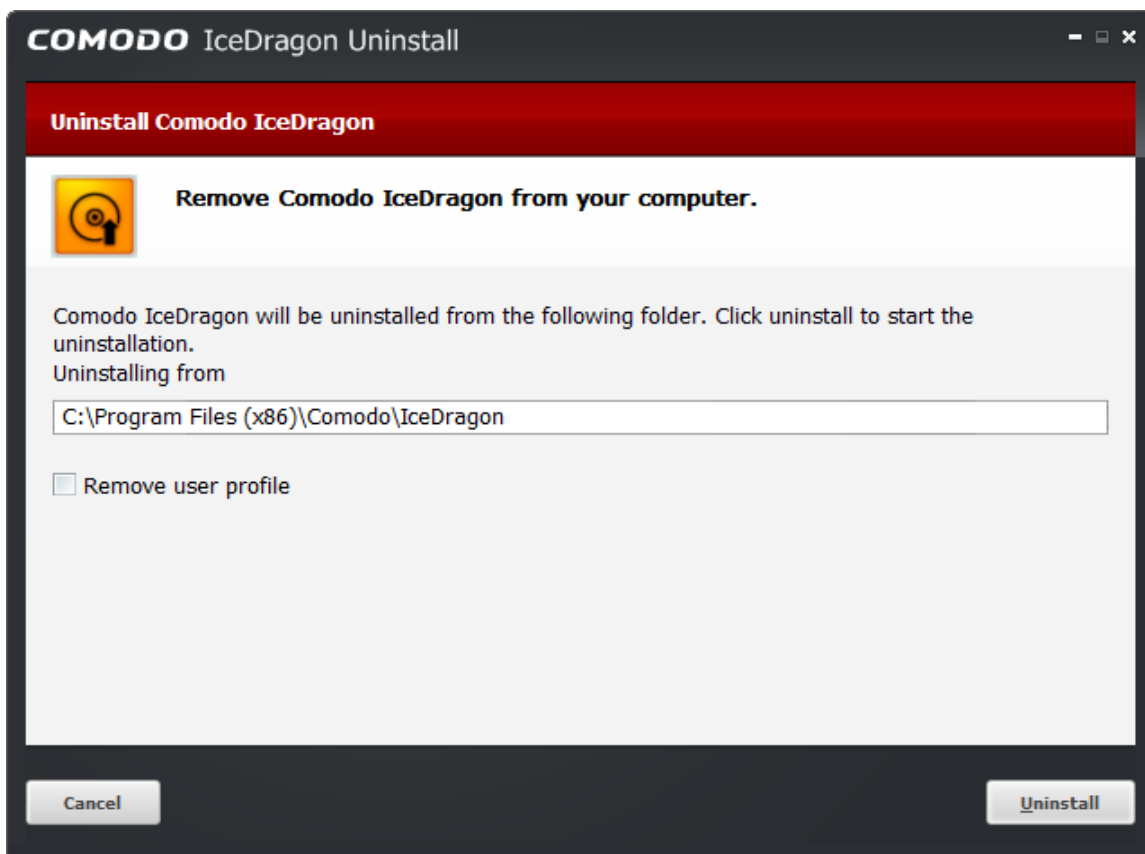 COMODO IceDragon Uninstall
Uninstall Comodo IceDragon
Remove Comodo IceDragon from your computer.
Comodo IceDragon will be uninstalled from the following folder. Click uninstall to start the
uninstallation.
Uninstalling from
C:\Program Files (x86)\Comodo\IceDragon
Remove user profile
Cancel
Uninstall